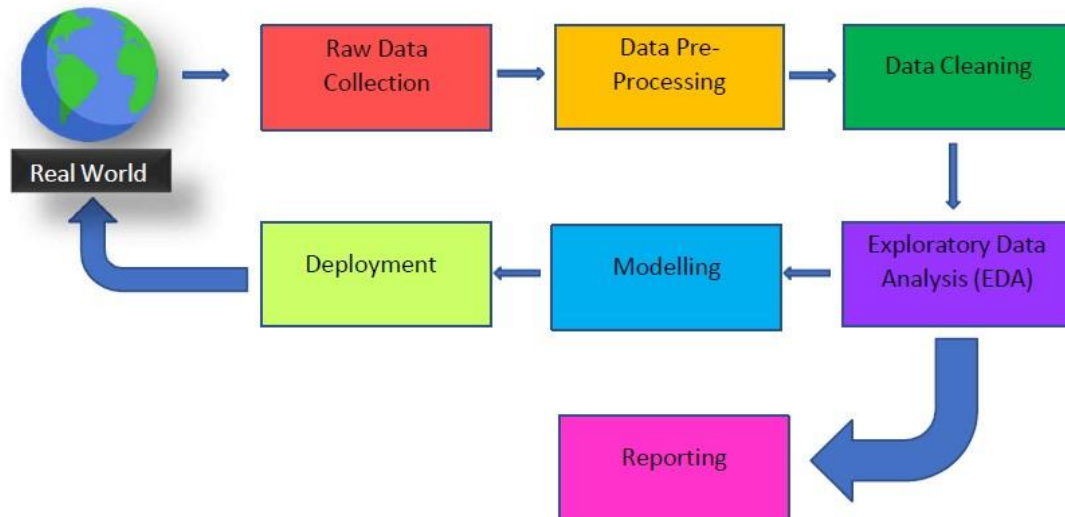 Raw Data
Collection
Data Pre-
Processing
Data Cleaning
Real World
Deployment
Modelling
Exploratory Data
Analysis (EDA)
Reporting